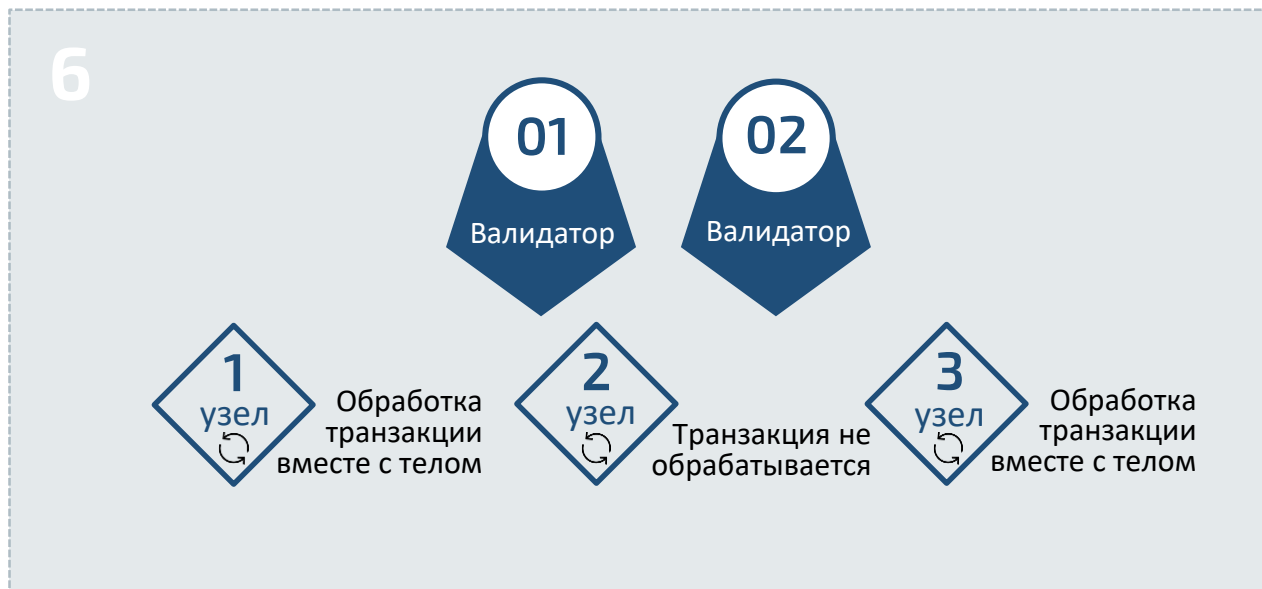 6
01
Валидатор
02
Валидатор
1
узел
Обработка
транзакции
вместе с телом
2
узел
Транзакция не
обрабатывается
3
узел
Обработка
транзакции
вместе с телом